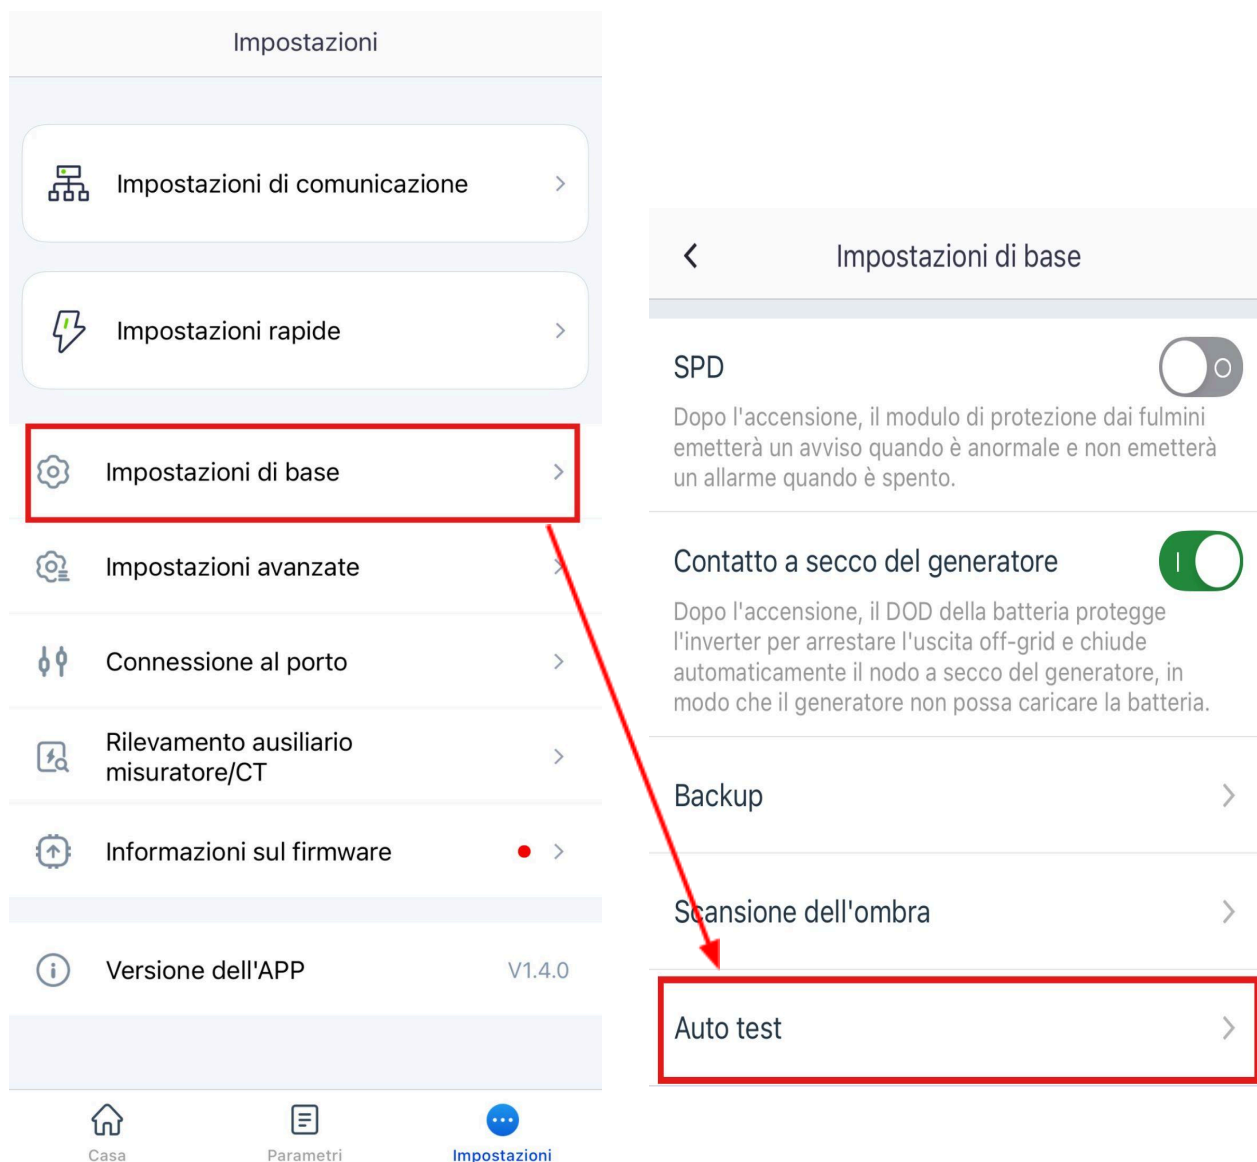 Impostazioni
Impostazioni di comunicazione
Impostazioni rapide
Impostazioni di base
Impostazioni avanzate
Connessione al porto
Rilevamento ausiliario
misuratore/CT
Informazioni sul firmware
Versione dell'APP V1.4.0
Casa Parametri Impostazioni
Impostazioni di base
SPD
Dopo l'accensione, il modulo di protezione dai fulmini
emetterà un avviso quando è anormale e non emetterà
un allarme quando è spento.
Contatto a secco del generatore
Dopo l'accensione, il DOD della batteria protegge
l'inverter per arrestare l'uscita off-grid e chiude
automaticamente il nodo a secco del generatore, in
modo che il generatore non possa caricare la batteria.
Backup
Scansione dell'ombra
Auto test